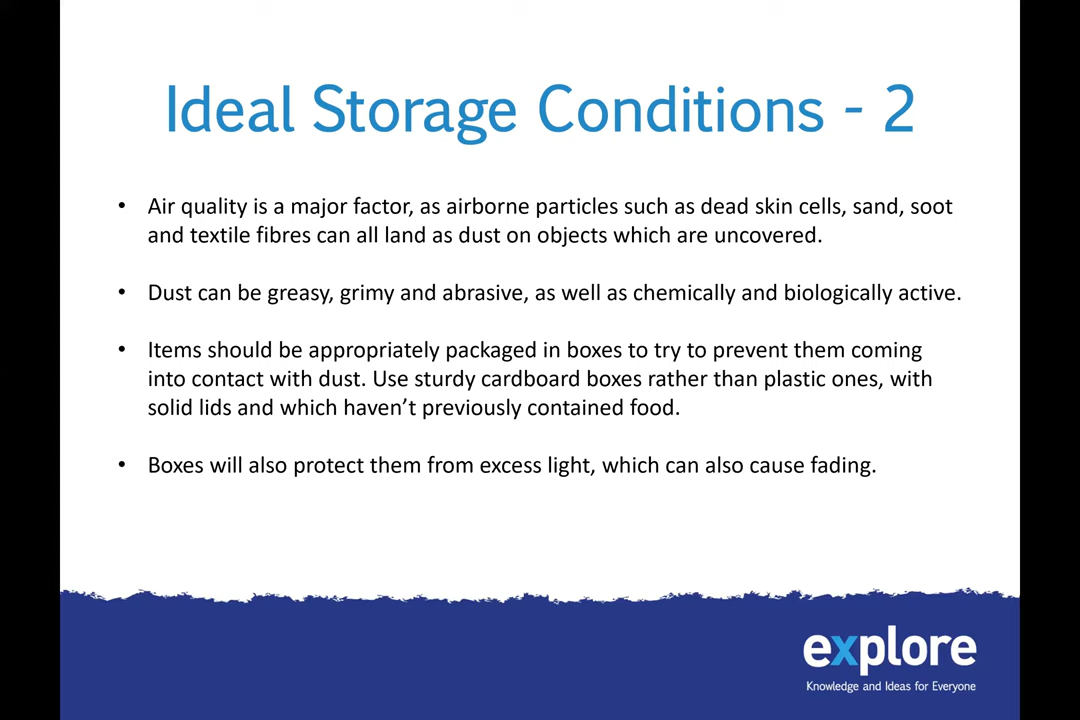 Ideal Storage Conditions - 2
• Air quality is a major factor, as airborne particles such as dead skin cells, sand, soot
and textile fibres can all land as dust on objects which are uncovered.
• Dust can be greasy, grimy and abrasive, as well as chemically and biologically active.
• Items should be appropriately packaged in boxes to try to prevent them coming
into contact with dust. Use sturdy cardboard boxes rather than plastic ones, with
solid lids and which haven’t previously contained food.
• Boxes will also protect them from excess light, which can also cause fading.
explore
Knowledge and Ideas for Everyone